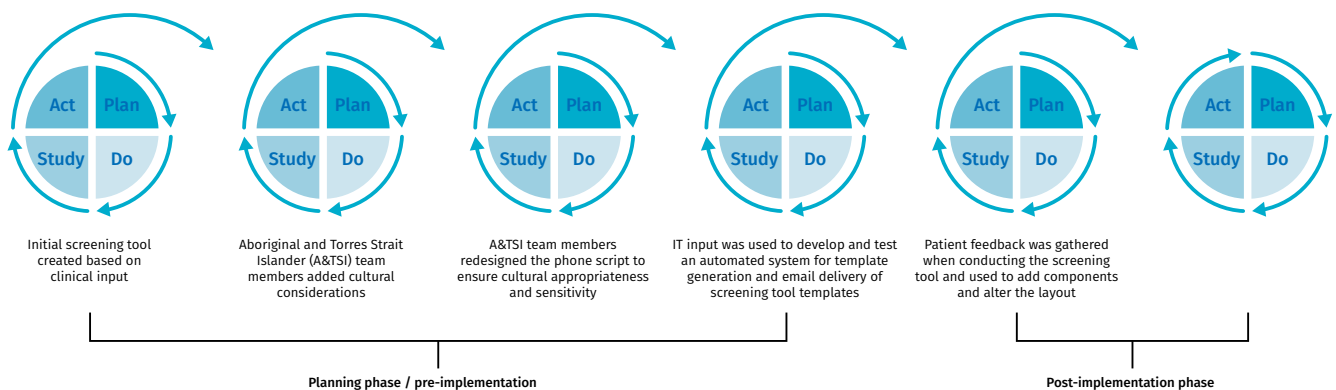 Act Plan
Study Do
Act Plan
Study Do
Act Plan
Study Do
Act Plan
Study Do
Act Plan
Study Do
Act Plan
Study Do
Initial screening tool
created based on
clinical input
Aboriginal and Torres Strait
Islander (A&TSI) team
members added cultural
considerations
A&TSI team members
redesigned the phone script to
ensure cultural appropriateness
and sensitivity
IT input was used to develop and test
an automated system for template
generation and email delivery of
screening tool templates
Patient feedback was gathered
when conducting the screening
tool and used to add components
and alter the layout
Planning phase / pre-implementation
Post-implementation phase